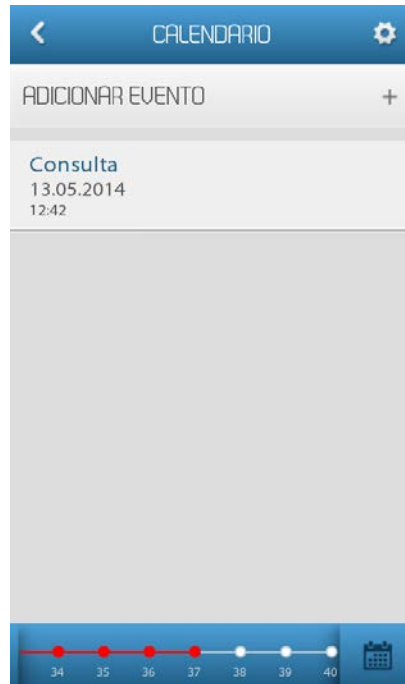 CALENDARIO
ADICIONAR EVENTO +
Consulta
13.05.2014
12:42
34 35 36 37 38 39 40